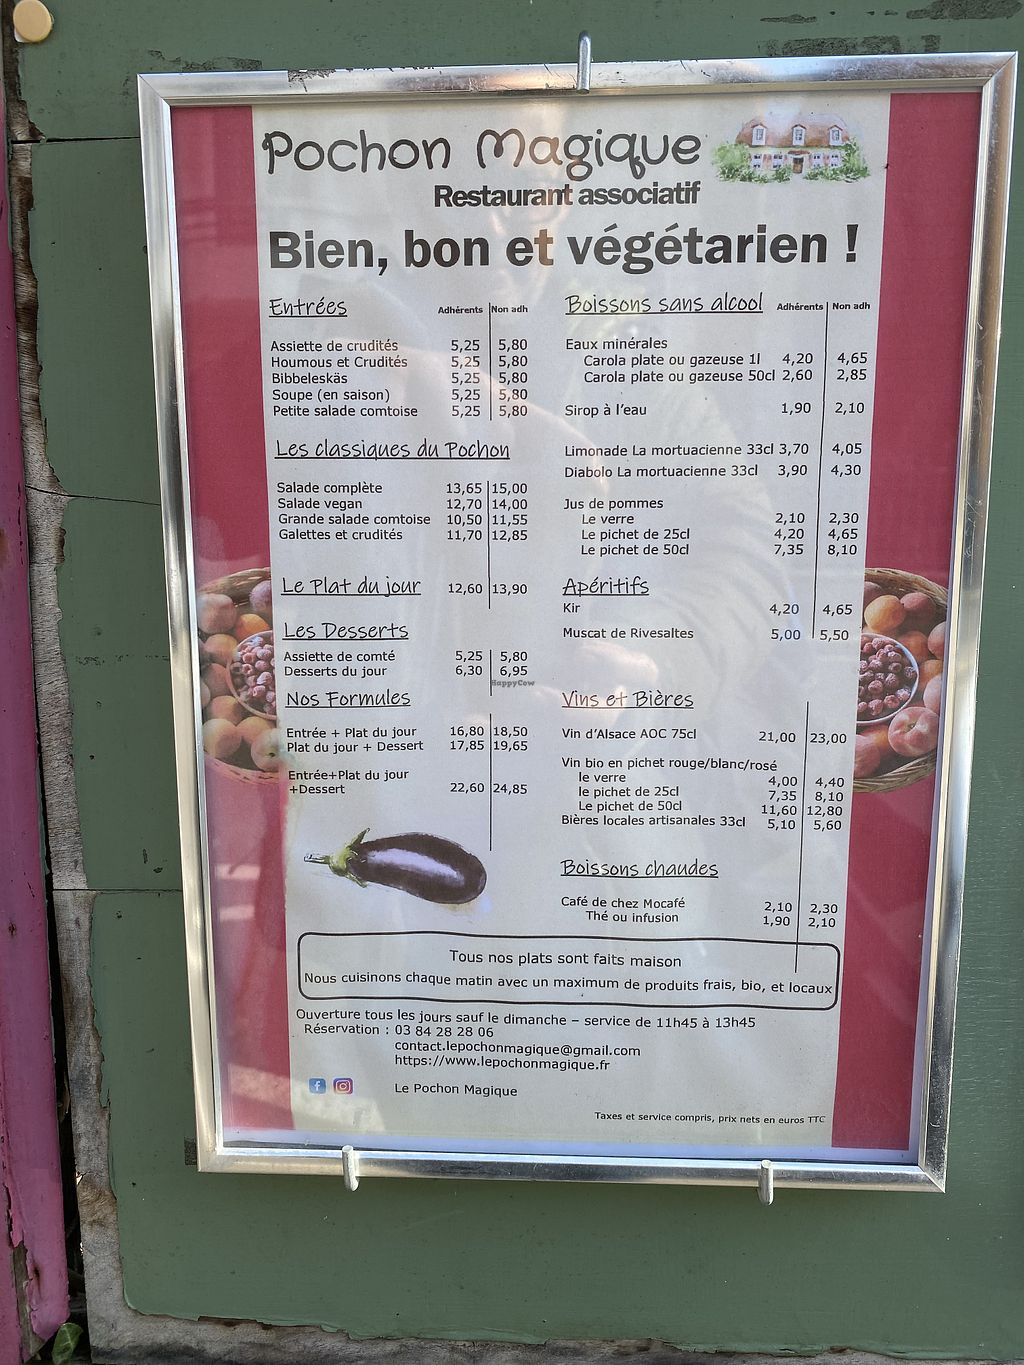 Pochon Magique
Restaurant associatif
Bien, bon et végétarien !
Entrées Adhérents Non adh
Assiette de crudités 5,25 5,80
Houmous et Crudités 5,25 5,80
Bibbeleskäs 5,25 5,80
Soupe (en saison) 5,25 5,80
Petite salade comtoise 5,25 5,80
Les classiques du Pochon
Salade complète 13,65 15,00
Salade vegan 12,70 14,00
Grande salade comtoise 10,50 11,55
Galettes et crudités 11,70 12,85
Le Plat du jour 12,60 13,90
Les Desserts
Assiette de comté 5,25 5,80
Desserts du jour 6,30 6,95
HappyCow
Nos Formules
Entrée + Plat du jour 16,80 18,50
Plat du jour + Dessert 17,85 19,65
Entrée+Plat du jour
+Dessert 22,60 24,85
Boissons sans alcool Adhérents Non adh
Eaux minérales
Carola plate ou gazeuse 1l 4,20 4,65
Carola plate ou gazeuse 50cl 2,60 2,85
Sirop à l'eau 1,90 2,10
Limonade La mortuacienne 33cl 3,70 4,05
Diabolo La mortuacienne 33cl 3,90 4,30
Jus de pommes
Le verre 2,10 2,30
Le pichet de 25cl 4,20 4,65
Le pichet de 50cl 7,35 8,10
Apéritifs
Kir 4,20 4,65
Muscat de Rivesaltes 5,00 5,50
Vins et Bières
Vin d'Alsace AOC 75cl 21,00 23,00
Vin bio en pichet rouge/blanc/rosé
le verre 4,00 4,40
le pichet de 25cl 7,35 8,10
Le pichet de 50cl 11,60 12,80
Bières locales artisanales 33cl 5,10 5,60
Boissons chaudes
Café de chez Mocafé 2,10 2,30
Thé ou infusion 1,90 2,10
Tous nos plats sont faits maison
Nous cuisinons chaque matin avec un maximum de produits frais, bio, et locaux
Ouverture tous les jours sauf le dimanche – service de 11h45 à 13h45
Réservation : 03 84 28 28 06
contact.lepochonmagique@gmail.com
https://www.lepochonmagique.fr
Le Pochon Magique
Taxes et service compris, prix nets en euros TTC